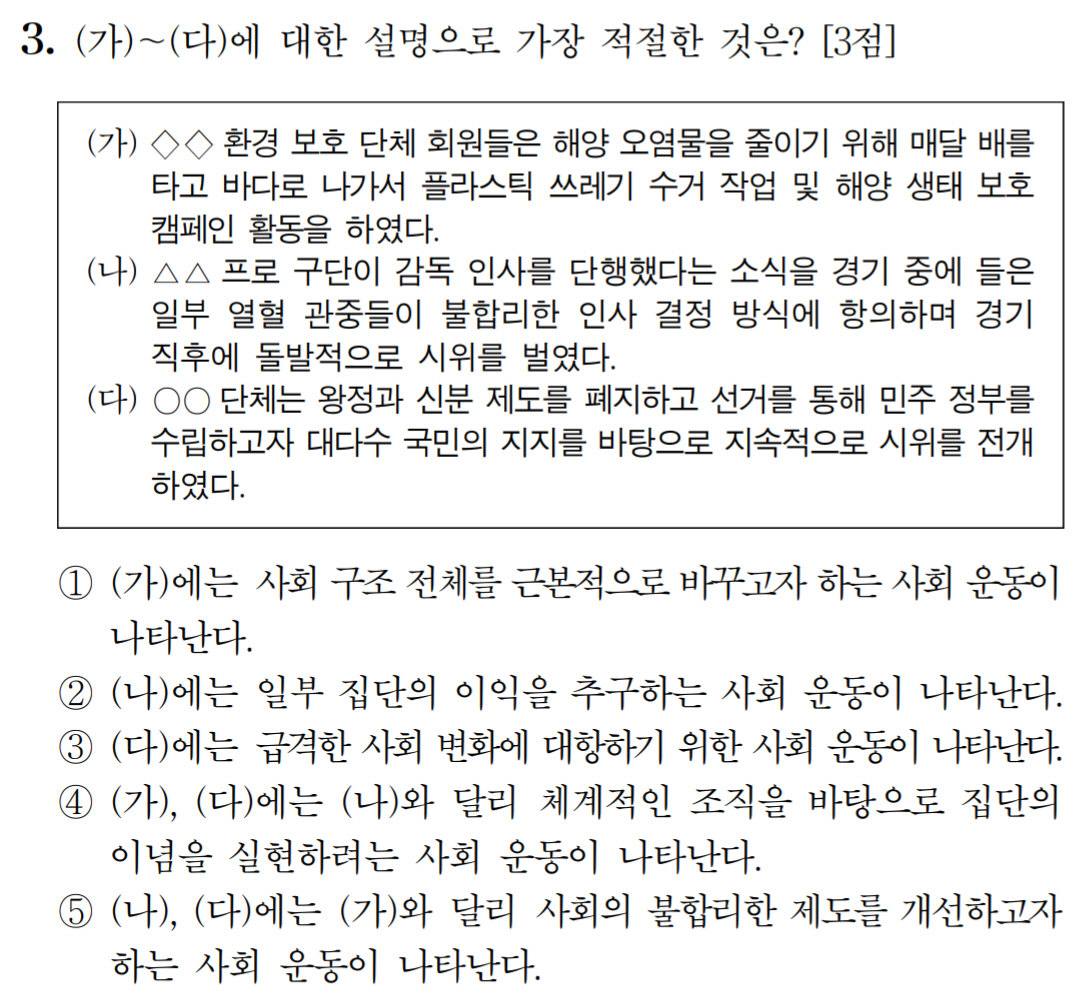 3. (가)~(다)에 대한 설명으로 가장 적절한 것은? [3점]
(가) ◇◇ 환경 보호 단체 회원들은 해양 오염물을 줄이기 위해 매달 배를
타고 바다로 나가서 플라스틱 쓰레기 수거 작업 및 해양 생태 보호
캠페인 활동을 하였다.
(나) △△ 프로 구단이 감독 인사를 단행했다는 소식을 경기 중에 들은
일부 열혈 관중들이 불합리한 인사 결정 방식에 항의하며 경기
직후에 돌발적으로 시위를 벌였다.
(다) ○○ 단체는 왕정과 신분 제도를 폐지하고 선거를 통해 민주 정부를
수립하고자 대다수 국민의 지지를 바탕으로 지속적으로 시위를 전개
하였다.
① (가)에는 사회 구조 전체를 근본적으로 바꾸고자 하는 사회 운동이
나타난다.
② (나)에는 일부 집단의 이익을 추구하는 사회 운동이 나타난다.
③ (다)에는 급격한 사회 변화에 대항하기 위한 사회 운동이 나타난다.
④ (가), (다)에는 (나)와 달리 체계적인 조직을 바탕으로 집단의
이념을 실현하려는 사회 운동이 나타난다.
⑤ (나), (다)에는 (가)와 달리 사회의 불합리한 제도를 개선하고자
하는 사회 운동이 나타난다.